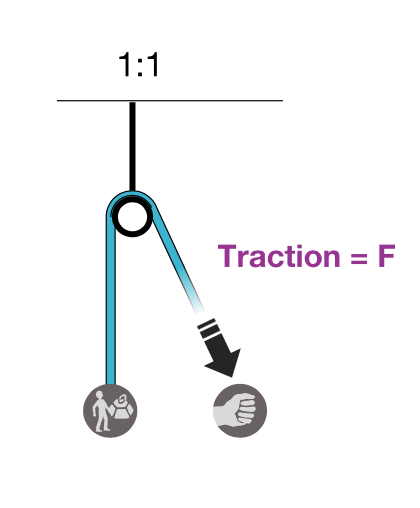 1:1
Traction = F